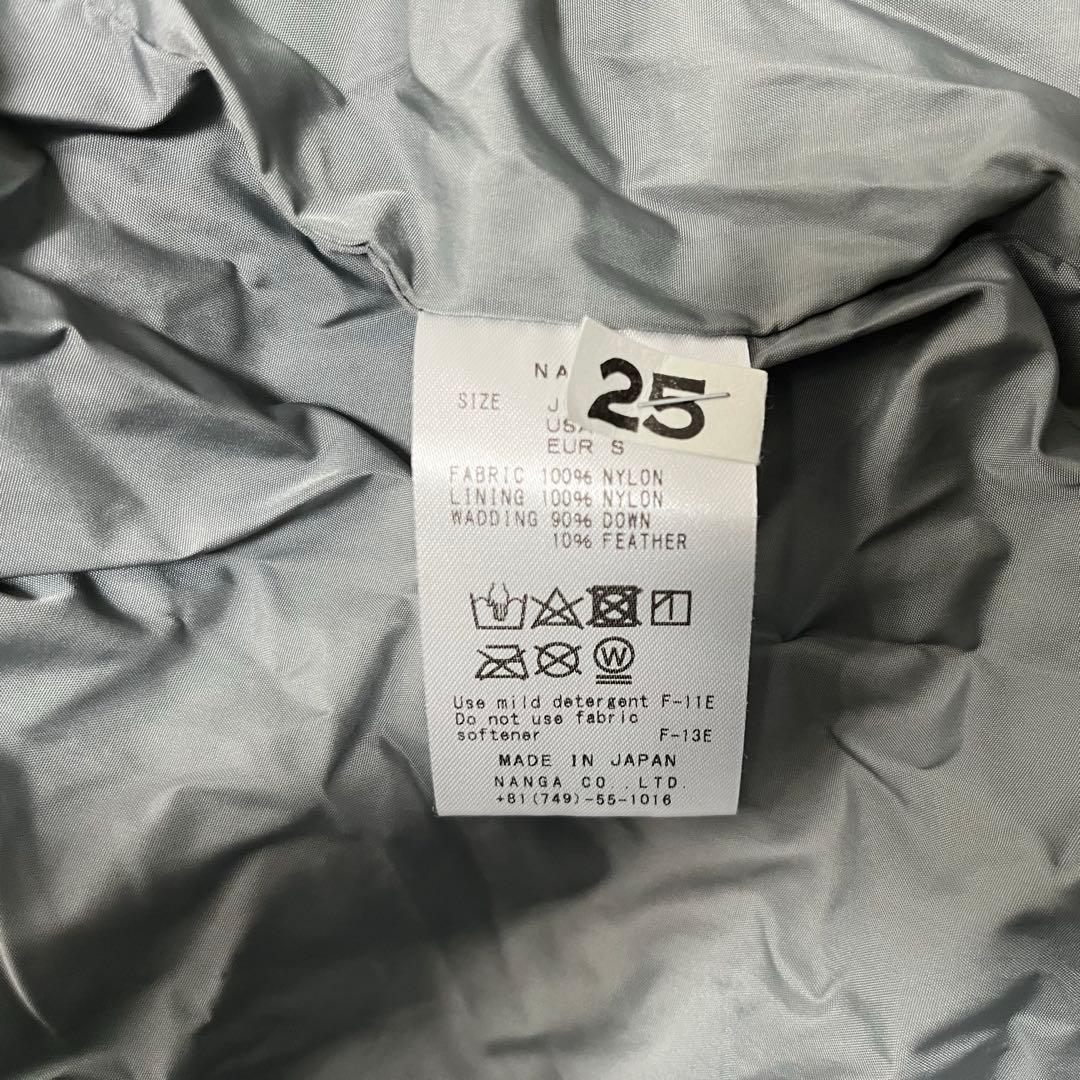 NA
25
SIZE J
USA
EUR S
FABRIC 100% NYLON
LINING 100% NYLON
WADDING 90% DOWN
10% FEATHER
W
Use mild detergent F-11E
Do not use fabric
softener F-13E
MADE IN JAPAN
NANGA CO.,LTD.
+81(749)-55-1016